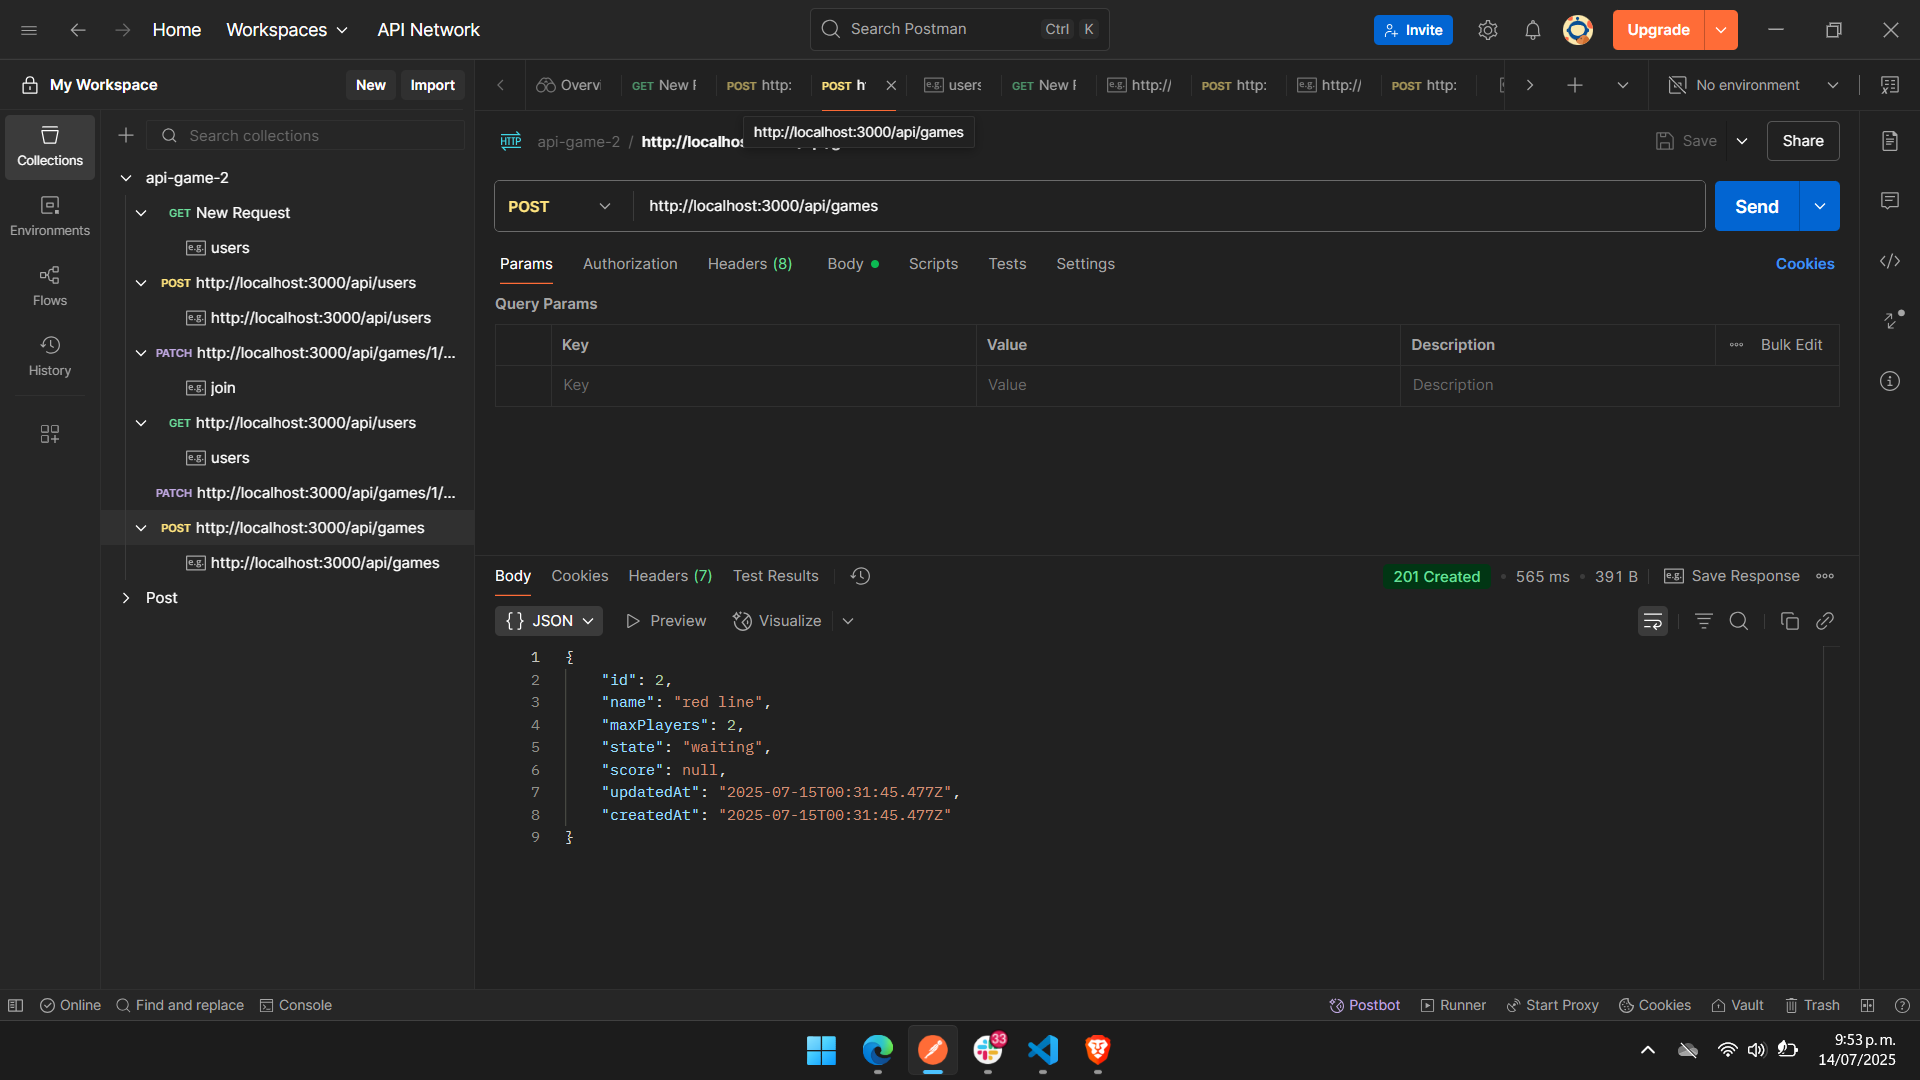 Home Workspaces API Network Search Postman Ctrl K Invite Upgrade
My Workspace New Import
Overvi GET New F POST http: POST h e.g. users GET New F e.g. http:// POST http: e.g. http:// POST http: No environment
Search collections
Collections
Environments
Flows
History
api-game-2
GET New Request
e.g. users
POST http://localhost:3000/api/users
e.g. http://localhost:3000/api/users
PATCH http://localhost:3000/api/games/1/...
e.g. join
GET http://localhost:3000/api/users
e.g. users
PATCH http://localhost:3000/api/games/1/...
POST http://localhost:3000/api/games
e.g. http://localhost:3000/api/games
Post
HTTP api-game-2 / http://localhos
http://localhost:3000/api/games
Save Share
POST http://localhost:3000/api/games Send
Params Authorization Headers (8) Body Scripts Tests Settings Cookies
Query Params
Key Value Description Bulk Edit
Key Value Description
Body Cookies Headers (7) Test Results 201 Created 565 ms 391 B e.g. Save Response
{} JSON Preview Visualize
1 {
2 "id": 2,
3 "name": "red line",
4 "maxPlayers": 2,
5 "state": "waiting",
6 "score": null,
7 "updatedAt": "2025-07-15T00:31:45.477Z",
8 "createdAt": "2025-07-15T00:31:45.477Z"
9 }
Online Find and replace Console Postbot Runner Start Proxy Cookies Vault Trash
33
9:53 p. m.
14/07/2025